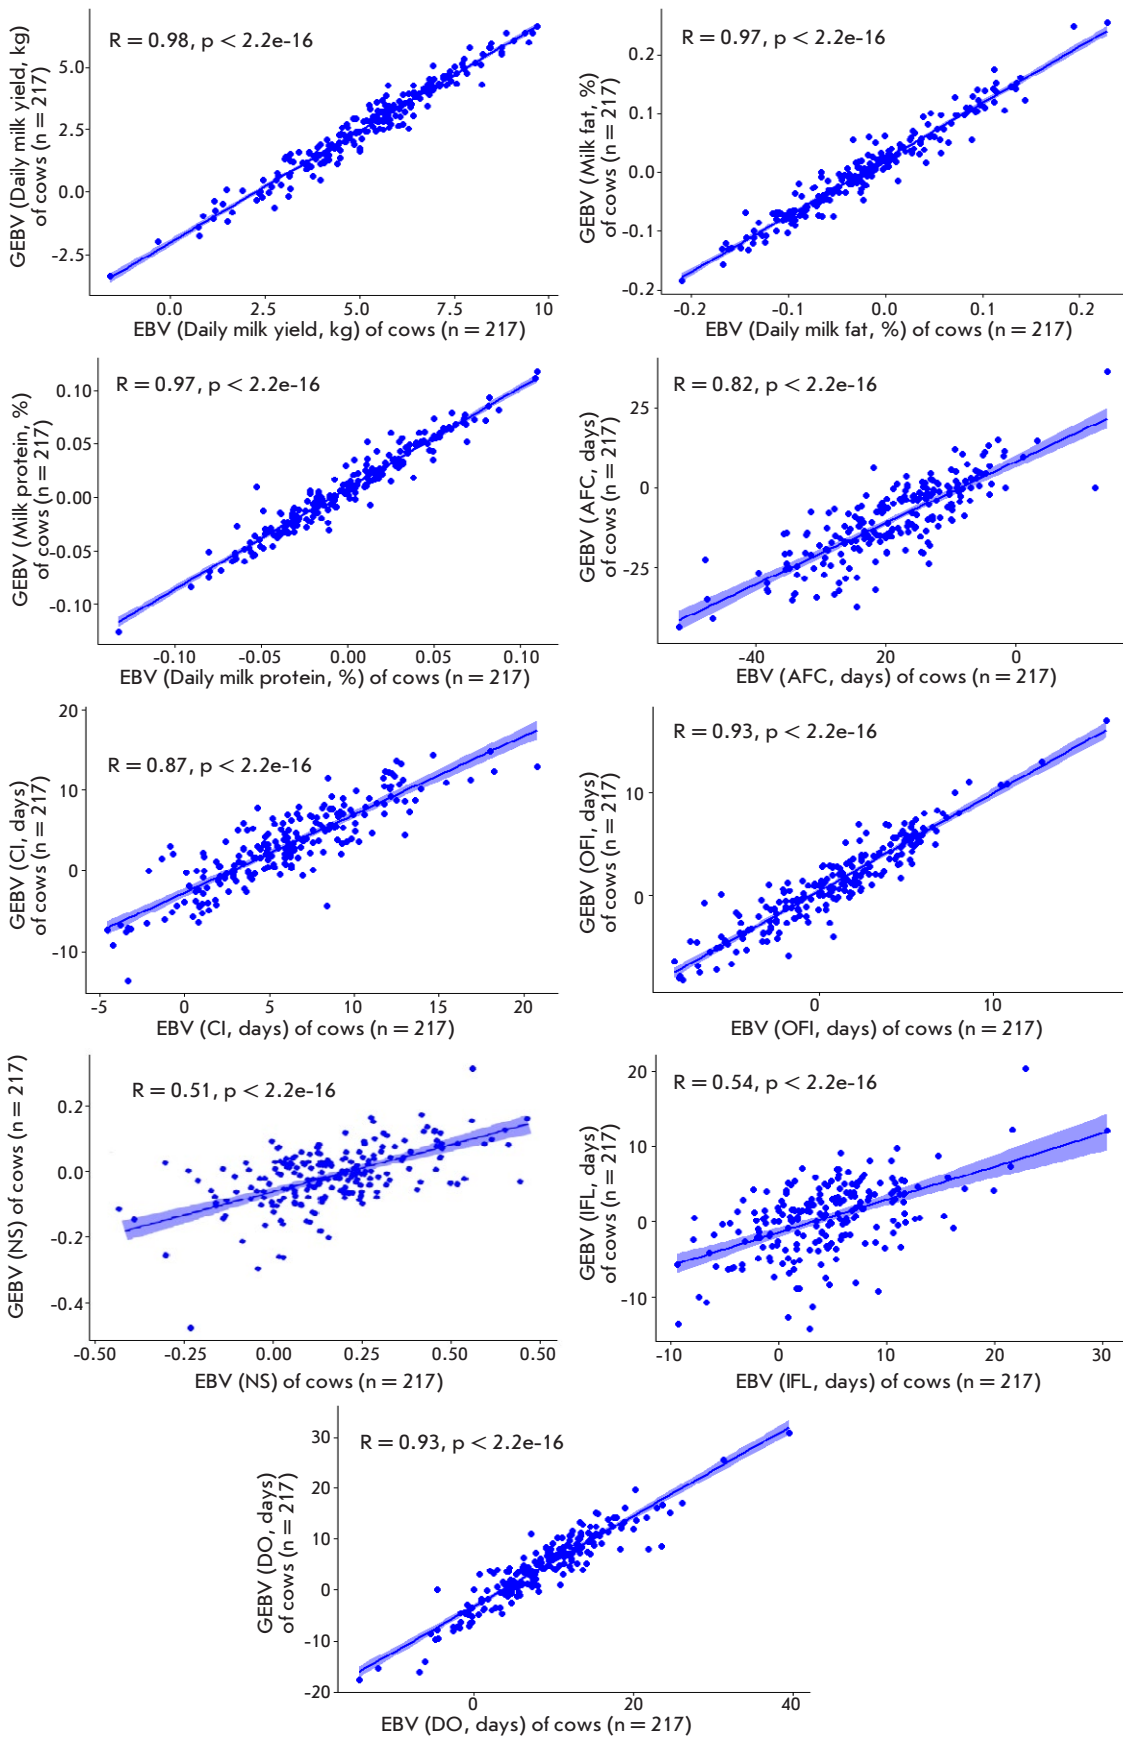 GEBV (Daily milk yield, kg)
of cows (n = 217)
R = 0.98, p < 2.2e-16
5.0
2.5
0.0
-2.5
0.0 2.5 5.0 7.5 10
EBV (Daily milk yield, kg) of cows (n = 217)
GEBV (Milk fat, %)
of cows (n = 217)
R = 0.97, p < 2.2e-16
0.2
0.1
0.0
-0.1
-0.2
-0.2 -0.1 0.0 0.1 0.2
EBV (Daily milk fat, %) of cows (n = 217)
GEBV (Milk protein, %)
of cows (n = 217)
R = 0.97, p < 2.2e-16
0.10
0.05
0.00
-0.05
-0.10
-0.10 -0.05 0.00 0.05 0.10
EBV (Daily milk protein, %) of cows (n = 217)
GEBV (AFC, days)
of cows (n = 217)
R = 0.82, p < 2.2e-16
25
0
-25
-40 20 0
EBV (AFC, days) of cows (n = 217)
GEBV (CI, days)
of cows (n = 217)
R = 0.87, p < 2.2e-16
20
10
0
-10
-5 0 5 10 15 20
EBV (CI, days) of cows (n = 217)
GEBV (OFI, days)
of cows (n = 217)
R = 0.93, p < 2.2e-16
10
0
0 10
EBV (OFI, days) of cows (n = 217)
GEBV (NS) of cows (n = 217)
R = 0.51, p < 2.2e-16
0.2
0.0
-0.2
-0.4
-0.50 -0.25 0.00 0.25 0.50 0.50
EBV (NS) of cows (n = 217)
GEBV (IFL, days)
of cows (n = 217)
R = 0.54, p < 2.2e-16
20
10
0
-10
-10 0 10 20 30
EBV (IFL, days) of cows (n = 217)
GEBV (DO, days)
of cows (n = 217)
R = 0.93, p < 2.2e-16
30
20
10
0
-10
-20
0 20 40
EBV (DO, days) of cows (n = 217)